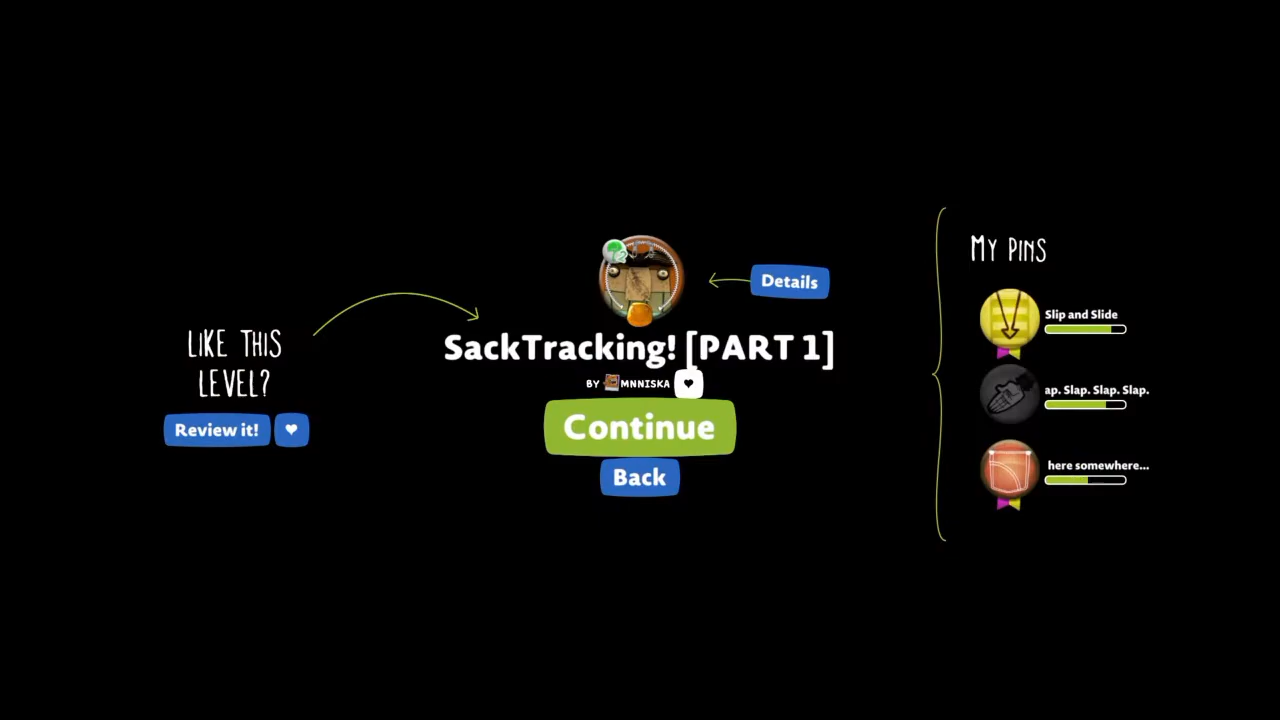 LIKE THIS
LEVEL?
Review it!
Details
SackTracking! [PART 1]
BY MNNISKA
Continue
Back
MY PINS
Slip and Slide
ap. Slap. Slap. Slap.
here somewhere...